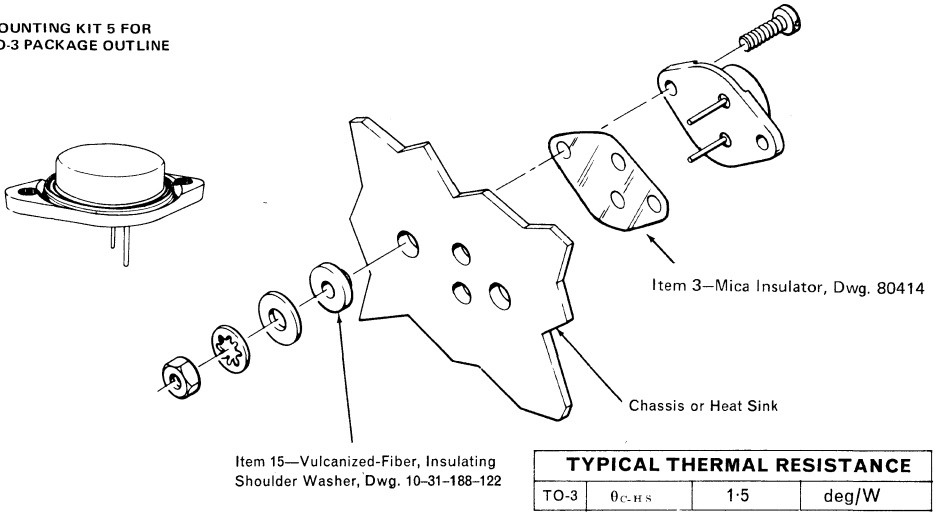 OUNTING KIT 5 FOR
O-3 PACKAGE OUTLINE
Item 3—Mica Insulator, Dwg. 80414
Chassis or Heat Sink
Item 15—Vulcanized-Fiber, Insulating
Shoulder Washer, Dwg. 10-31-188-122
TYPICAL THERMAL RESISTANCE
TO-3 θC-HS 1·5 deg/W